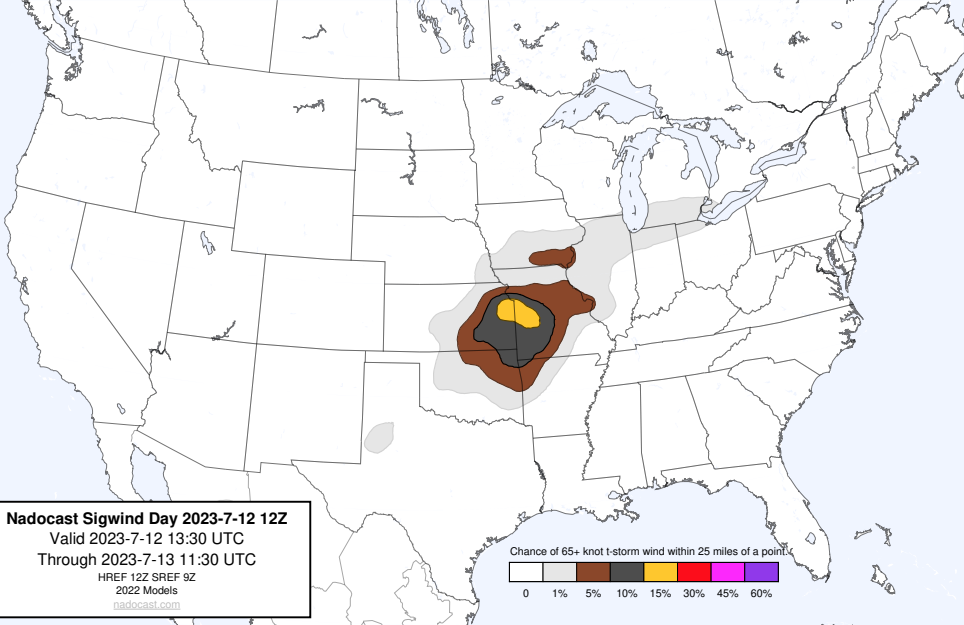 Nadocast Sigwind Day 2023-7-12 12Z
Valid 2023-7-12 13:30 UTC
Through 2023-7-13 11:30 UTC
HREF 12Z SREF 9Z
2022 Models
nadocast.com
Chance of 65+ knot t-storm wind within 25 miles of a point.
0 1% 5% 10% 15% 30% 45% 60%